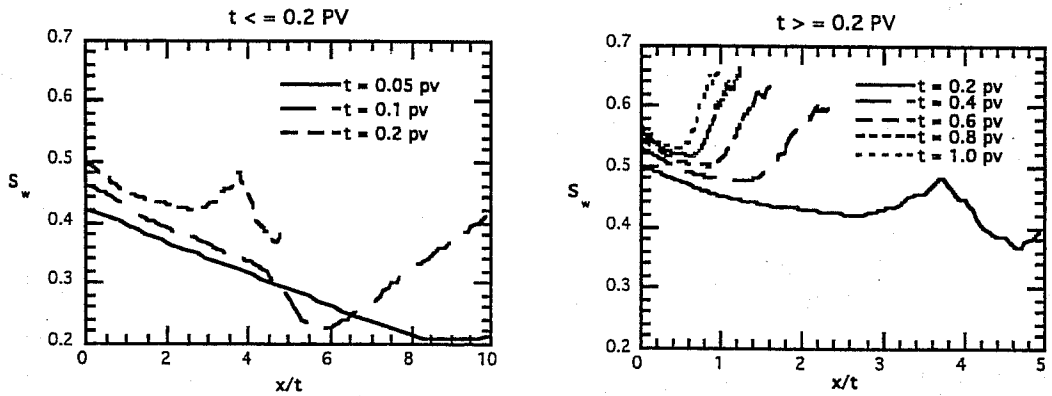 t < = 0.2 PV
0.7
0.6
0.5
S_w
0.4
0.3
0.2
t = 0.05 pv
t = 0.1 pv
t = 0.2 pv
0 2 4 6 8 10
x/t
t > = 0.2 PV
0.7
0.6
0.5
S_w
0.4
0.3
0.2
t = 0.2 pv
t = 0.4 pv
t = 0.6 pv
t = 0.8 pv
t = 1.0 pv
0 1 2 3 4 5
x/t